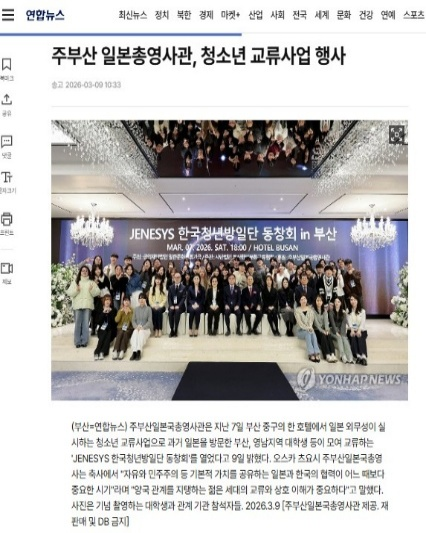 연합뉴스
최신뉴스 정치 북한 경제 마켓+ 산업 사회 전국 세계 문화 건강 연예 스포츠
주부산 일본총영사관, 청소년 교류사업 행사
송고 2026-03-09 10:33
북마크
공유
댓글
글자크기
프린트
제보
JENESYS 한국청년방일단 동창회 in 부산
MAR. 07. 2026. SAT. 18:00 / HOTEL BUSAN
YONHAPNEWS
(부산=연합뉴스) 주부산일본국총영사관은 지난 7일 부산 중구의 한 호텔에서 일본 외무성이 실
시하는 청소년 교류사업으로 과거 일본을 방문한 부산, 영남지역 대학생 등이 모여 교류하는
'JENESYS 한국청년방일단 동창회'를 열었다고 9일 밝혔다. 오스카 츠요시 주부산일본국총영
사는 축사에서 "자유와 민주주의 등 기본적 가치를 공유하는 일본과 한국의 협력이 어느 때보다
중요한 시기"라며 "양국 관계를 지탱하는 젊은 세대의 교류와 상호 이해가 중요하다"고 말했다.
사진은 기념 촬영하는 대학생과 관계 기관 참석자들. 2026.3.9 [주부산일본국총영사관 제공. 재
판매 및 DB 금지]